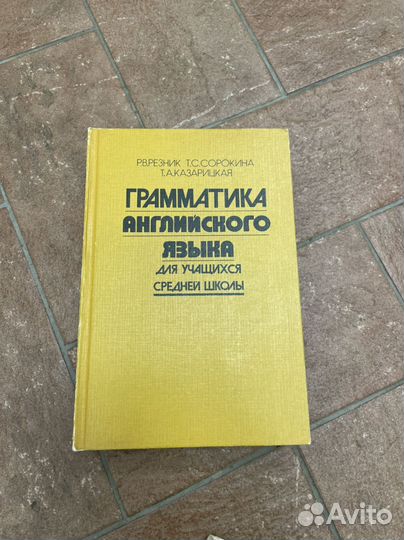 Р.В.РЕЗНИК Т.С.СОРОКИНА
Т.А.КАЗАРИЦКАЯ
ГРАММАТИКА
АНГЛИЙСКОГО
ЯЗЫКА
ДЛЯ УЧАЩИХСЯ
СРЕДНЕЙ ШКОЛЫ
Avito